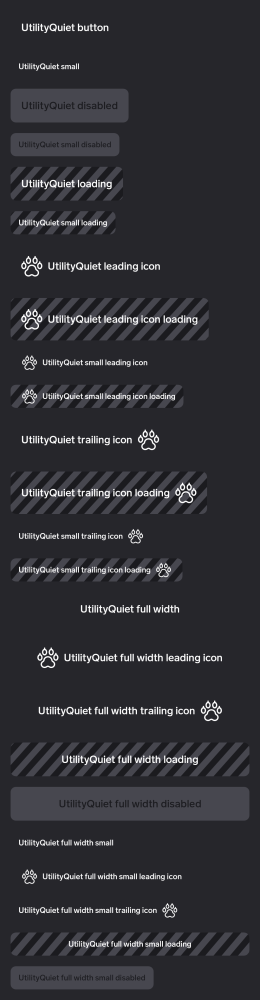 UtilityQuiet button
UtilityQuiet small
UtilityQuiet disabled
UtilityQuiet small disabled
UtilityQuiet loading
UtilityQuiet small loading
UtilityQuiet leading icon
UtilityQuiet leading icon loading
UtilityQuiet small leading icon
UtilityQuiet small leading icon loading
UtilityQuiet trailing icon
UtilityQuiet trailing icon loading
UtilityQuiet small trailing icon
UtilityQuiet small trailing icon loading
UtilityQuiet full width
UtilityQuiet full width leading icon
UtilityQuiet full width trailing icon
UtilityQuiet full width loading
UtilityQuiet full width disabled
UtilityQuiet full width small
UtilityQuiet full width small leading icon
UtilityQuiet full width small trailing icon
UtilityQuiet full width small loading
UtilityQuiet full width small disabled